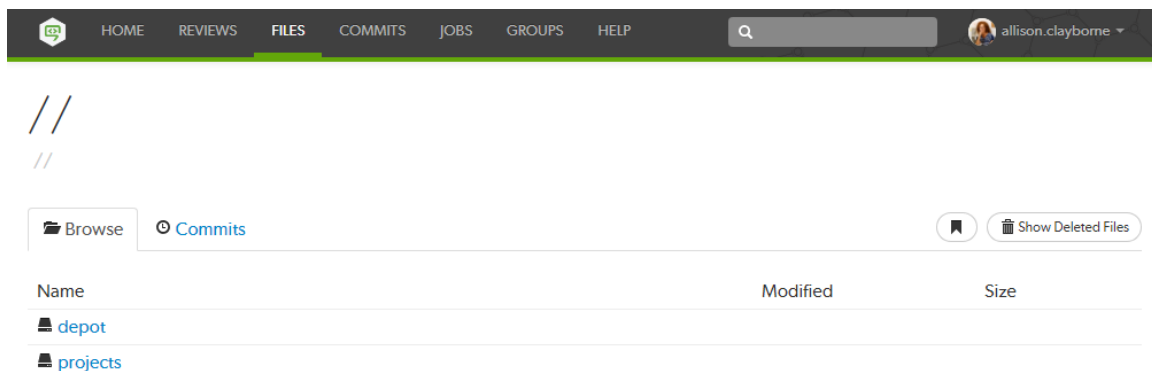 HOME REVIEWS FILES COMMITS JOBS GROUPS HELP allison.clayborne
//
//
Browse Commits Show Deleted Files
Name Modified Size
depot
projects